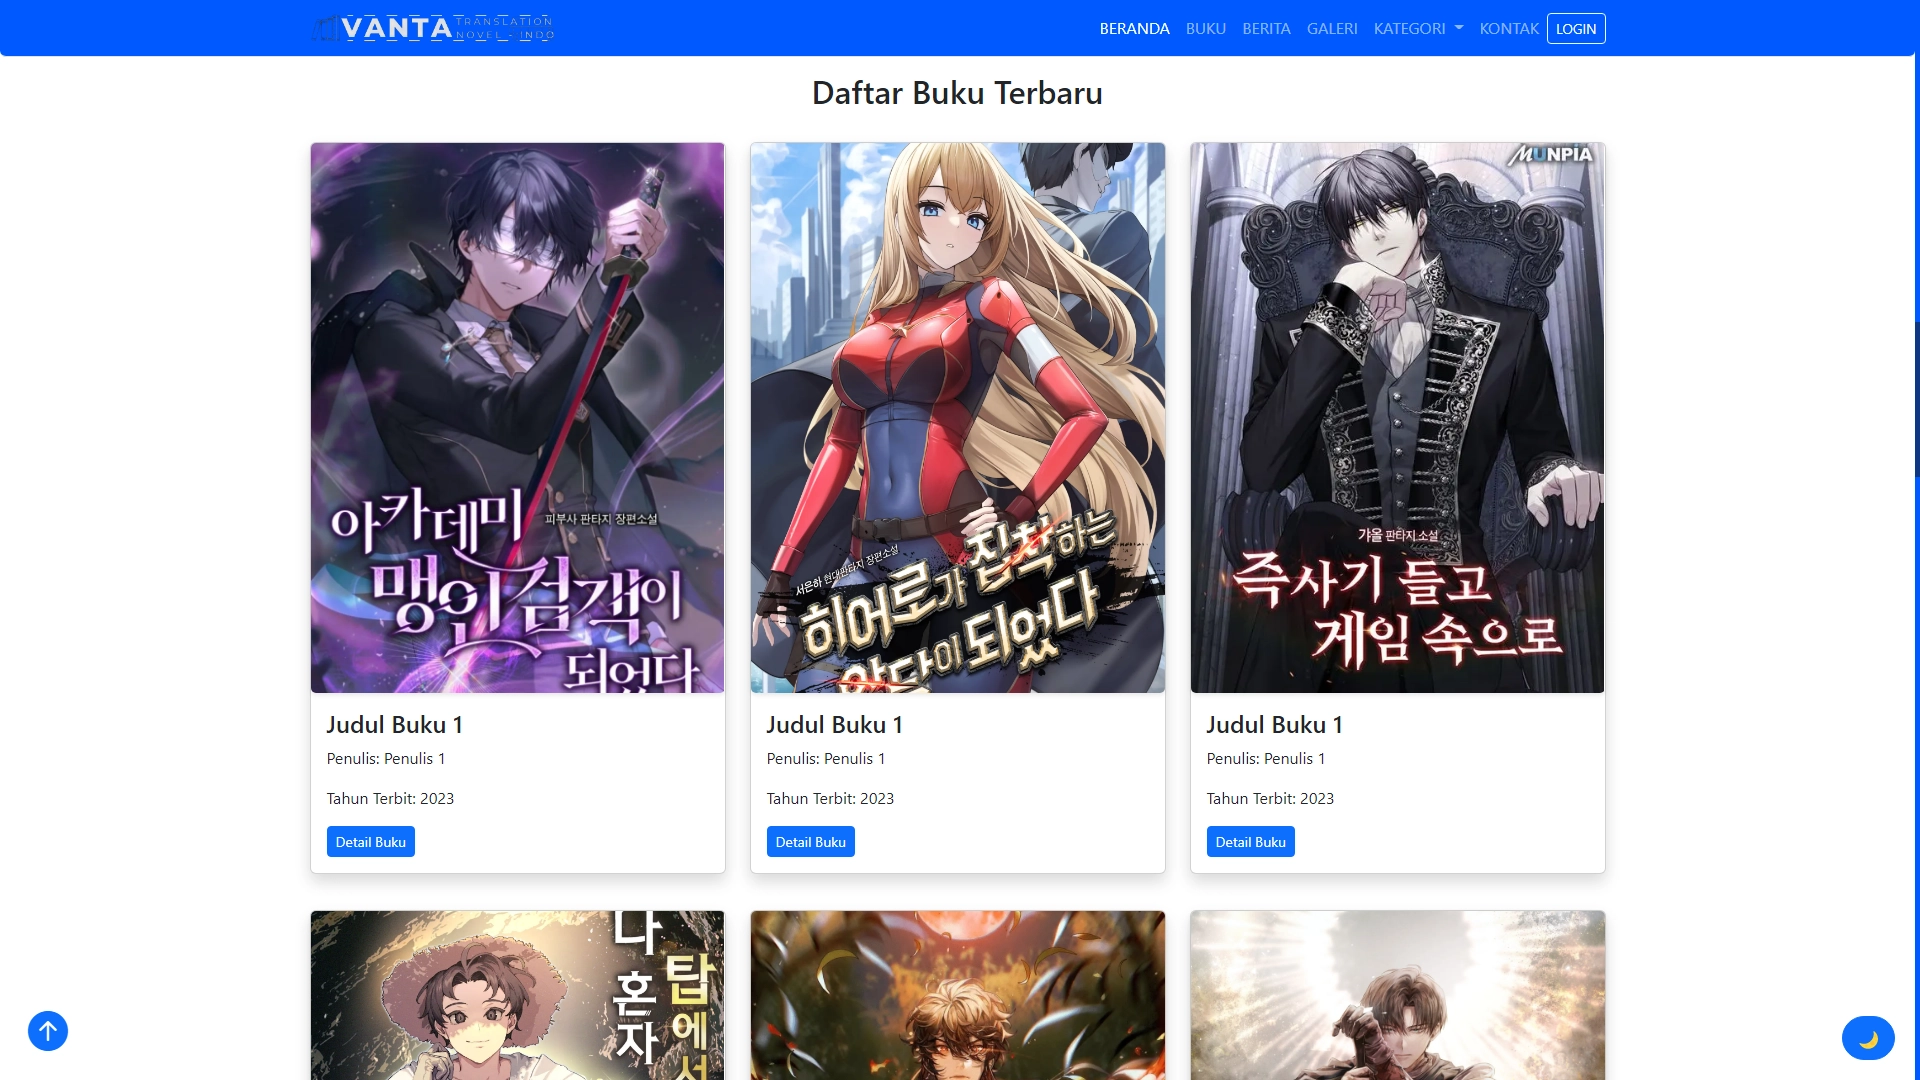 VANTA TRANSLATION
NOVEL - INDO
BERANDA BUKU BERITA GALERI KATEGORI KONTAK LOGIN
Daftar Buku Terbaru
아카데미
피부사 판타지 장편소설
맹인 검객이
되었다
Judul Buku 1
Penulis: Penulis 1
Tahun Terbit: 2023
Detail Buku
서은하 현대판타지 장편소설
집착하는
히어로가
악당이 되었다
Judul Buku 1
Penulis: Penulis 1
Tahun Terbit: 2023
Detail Buku
MUNPIA
갸올 판타지 소설
즉사기 들고
게임 속으로
Judul Buku 1
Penulis: Penulis 1
Tahun Terbit: 2023
Detail Buku
나 혼자
탑에서